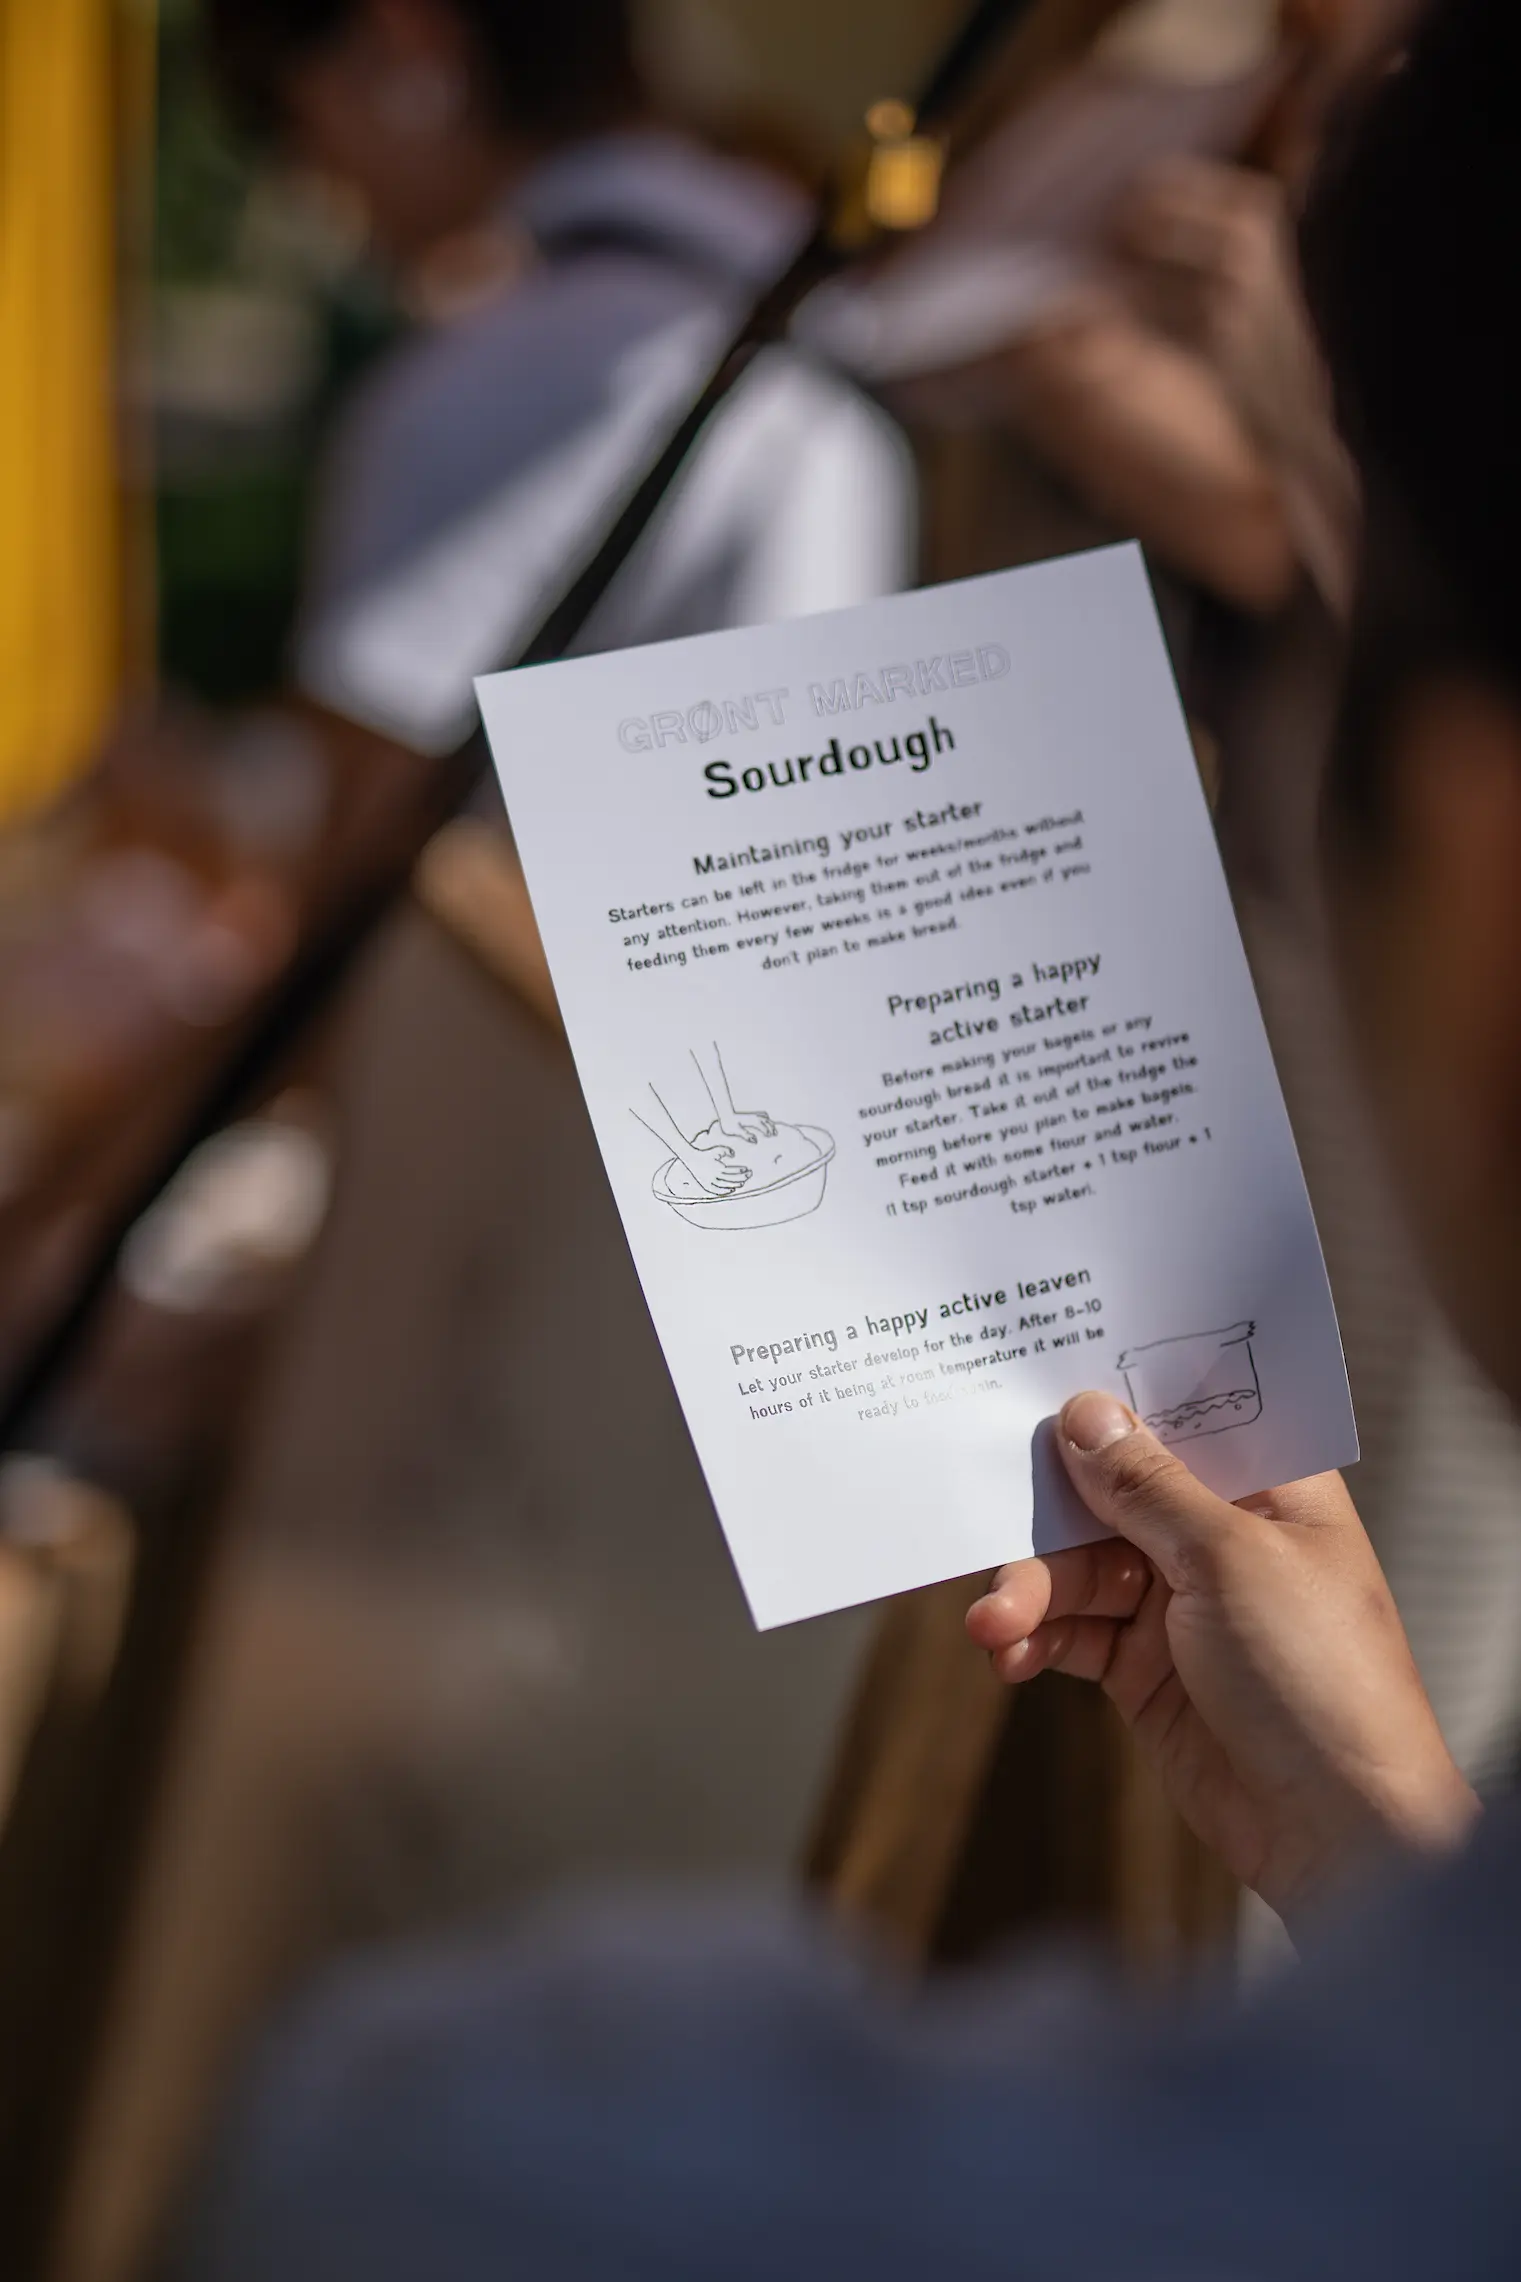 GRØNT MARKED
Sourdough
Maintaining your starter
Starters can be left in the fridge for weeks/months without
any attention. However, taking them out of the fridge and
feeding them every few weeks is a good idea even if you
don't plan to make bread.
Preparing a happy
active starter
Before making your bagels or any
sourdough bread it is important to revive
your starter. Take it out of the fridge the
morning before you plan to make bagels.
Feed it with some flour and water.
(1 tsp sourdough starter + 1 tsp flour + 1
tsp water).
Preparing a happy active leaven
Let your starter develop for the day. After 8-10
hours of it being at room temperature it will be
ready to